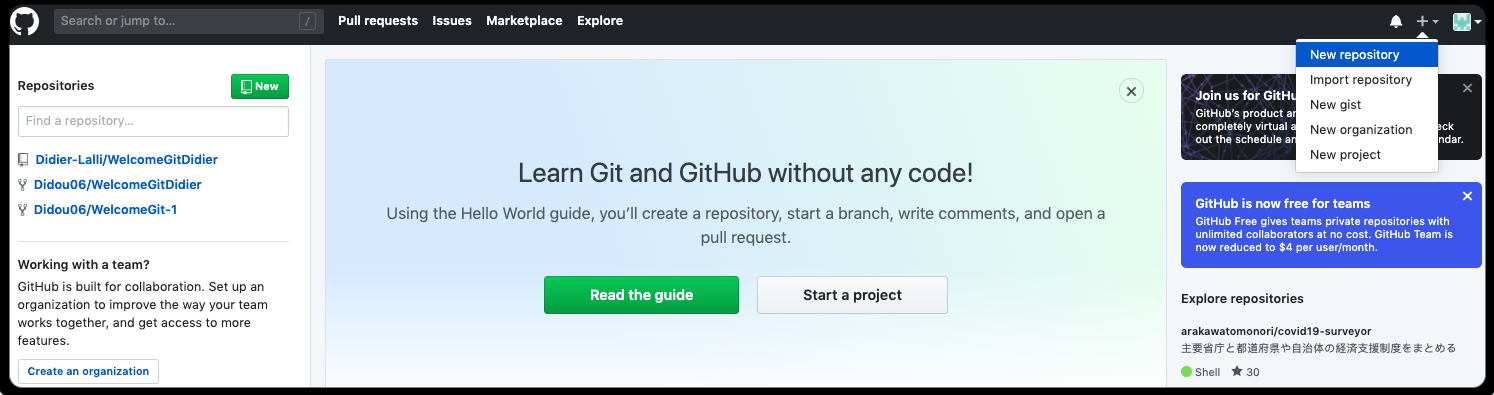 Search or jump to...
/
Pull requests
Issues
Marketplace
Explore
New repository
Import repository
New gist
New organization
New project
Repositories
New
Find a repository...
Didier-Lalli/WelcomeGitDidier
Didou06/WelcomeGitDidier
Didou06/WelcomeGit-1
Working with a team?
GitHub is built for collaboration. Set up an
organization to improve the way your team
works together, and get access to more
features.
Create an organization
Learn Git and GitHub without any code!
Using the Hello World guide, you’ll create a repository, start a branch, write comments, and open a
pull request.
Read the guide
Start a project
Join us for
GitHub’s product
completely virtual
out the schedule
GitHub is now free for teams
GitHub Free gives teams private repositories with
unlimited collaborators at no cost. GitHub Team is
now reduced to $4 per user/month.
Explore repositories
arakawatomonori/covid19-surveyor
主要省庁と都道府県や自治体の経済支援制度をまとめる
Shell
30